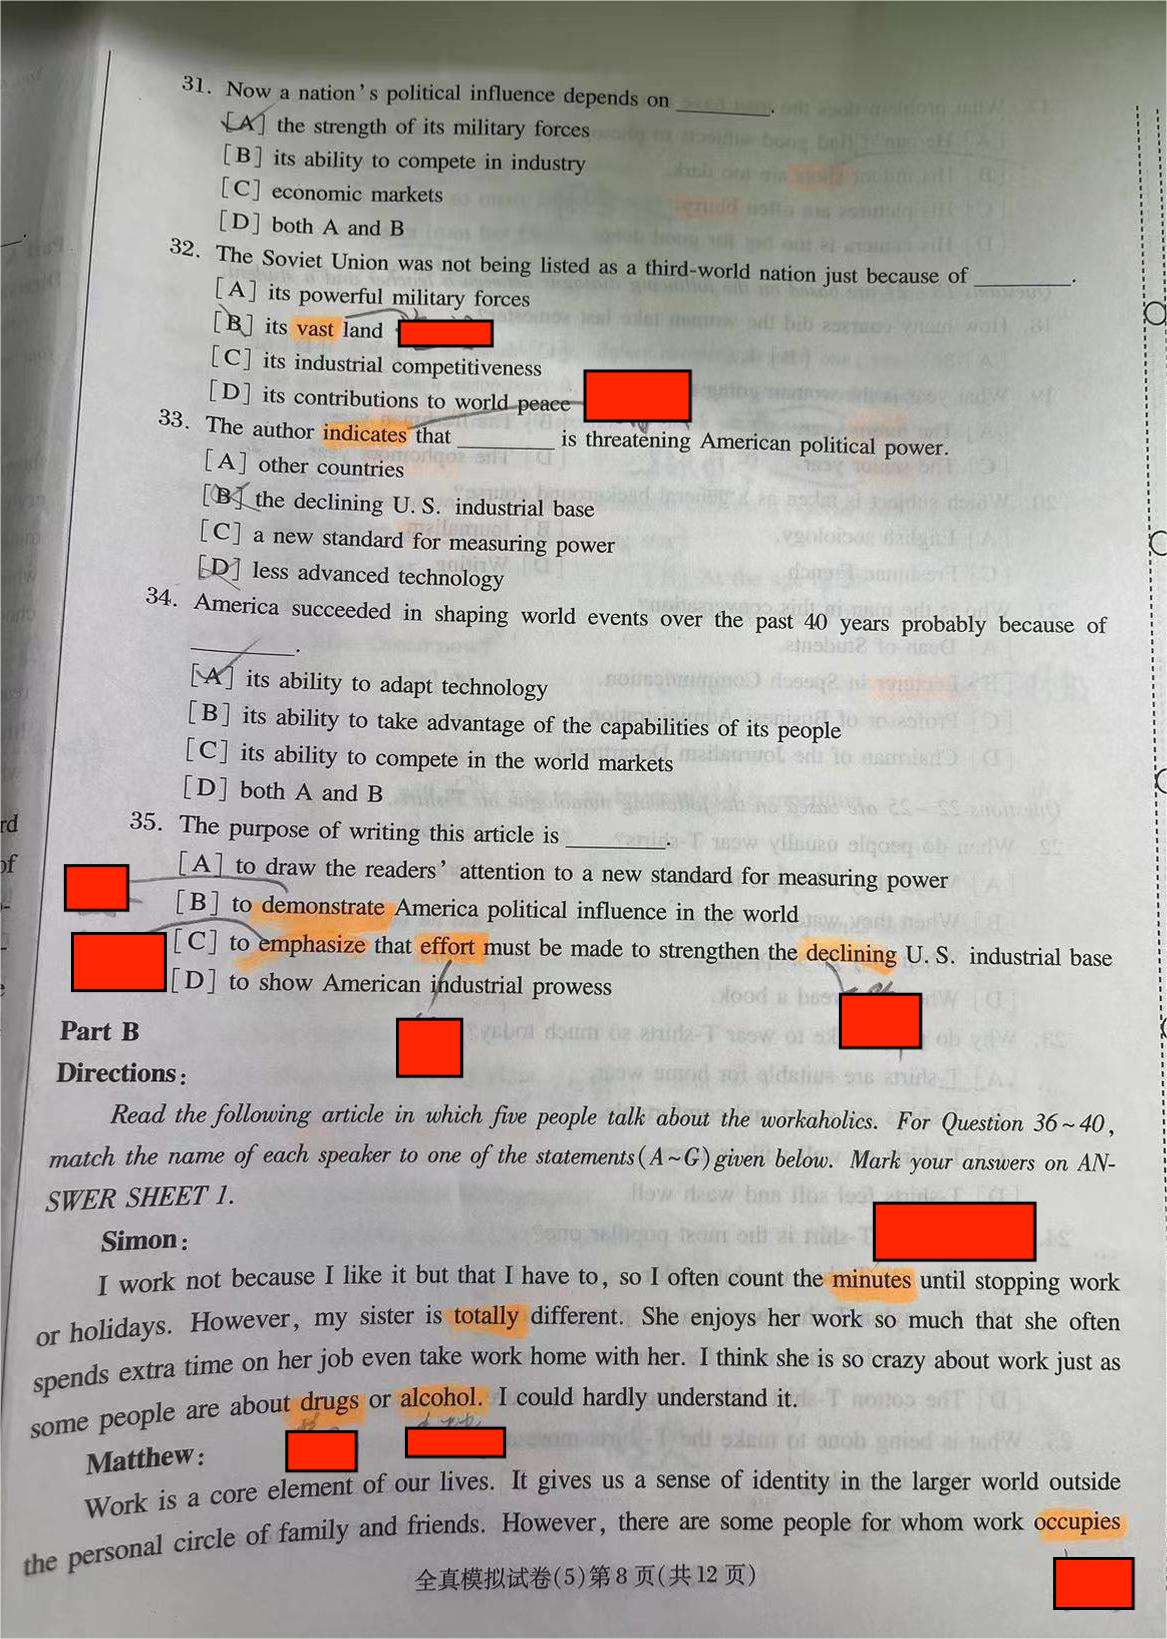 31. Now a nation's political influence depends on ________.
[A] the strength of its military forces
[B] its ability to compete in industry
[C] economic markets
[D] both A and B
32. The Soviet Union was not being listed as a third-world nation just because of ________.
[A] its powerful military forces
[B] its vast land
[C] its industrial competitiveness
[D] its contributions to world peace
33. The author indicates that ________ is threatening American political power.
[A] other countries
[B] the declining U. S. industrial base
[C] a new standard for measuring power
[D] less advanced technology
34. America succeeded in shaping world events over the past 40 years probably because of
________.
[A] its ability to adapt technology
[B] its ability to take advantage of the capabilities of its people
[C] its ability to compete in the world markets
[D] both A and B
35. The purpose of writing this article is ________.
[A] to draw the readers' attention to a new standard for measuring power
[B] to demonstrate America political influence in the world
[C] to emphasize that effort must be made to strengthen the declining U. S. industrial base
[D] to show American industrial prowess
Part B
Directions:
Read the following article in which five people talk about the workaholics. For Question 36~40,
match the name of each speaker to one of the statements(A~G)given below. Mark your answers on AN-
SWER SHEET 1.
Simon:
I work not because I like it but that I have to, so I often count the minutes until stopping work
or holidays. However, my sister is totally different. She enjoys her work so much that she often
spends extra time on her job even take work home with her. I think she is so crazy about work just as
some people are about drugs or alcohol. I could hardly understand it.
Matthew:
Work is a core element of our lives. It gives us a sense of identity in the larger world outside
the personal circle of family and friends. However, there are some people for whom work occupies
全真模拟试卷(5)第8页(共12页)